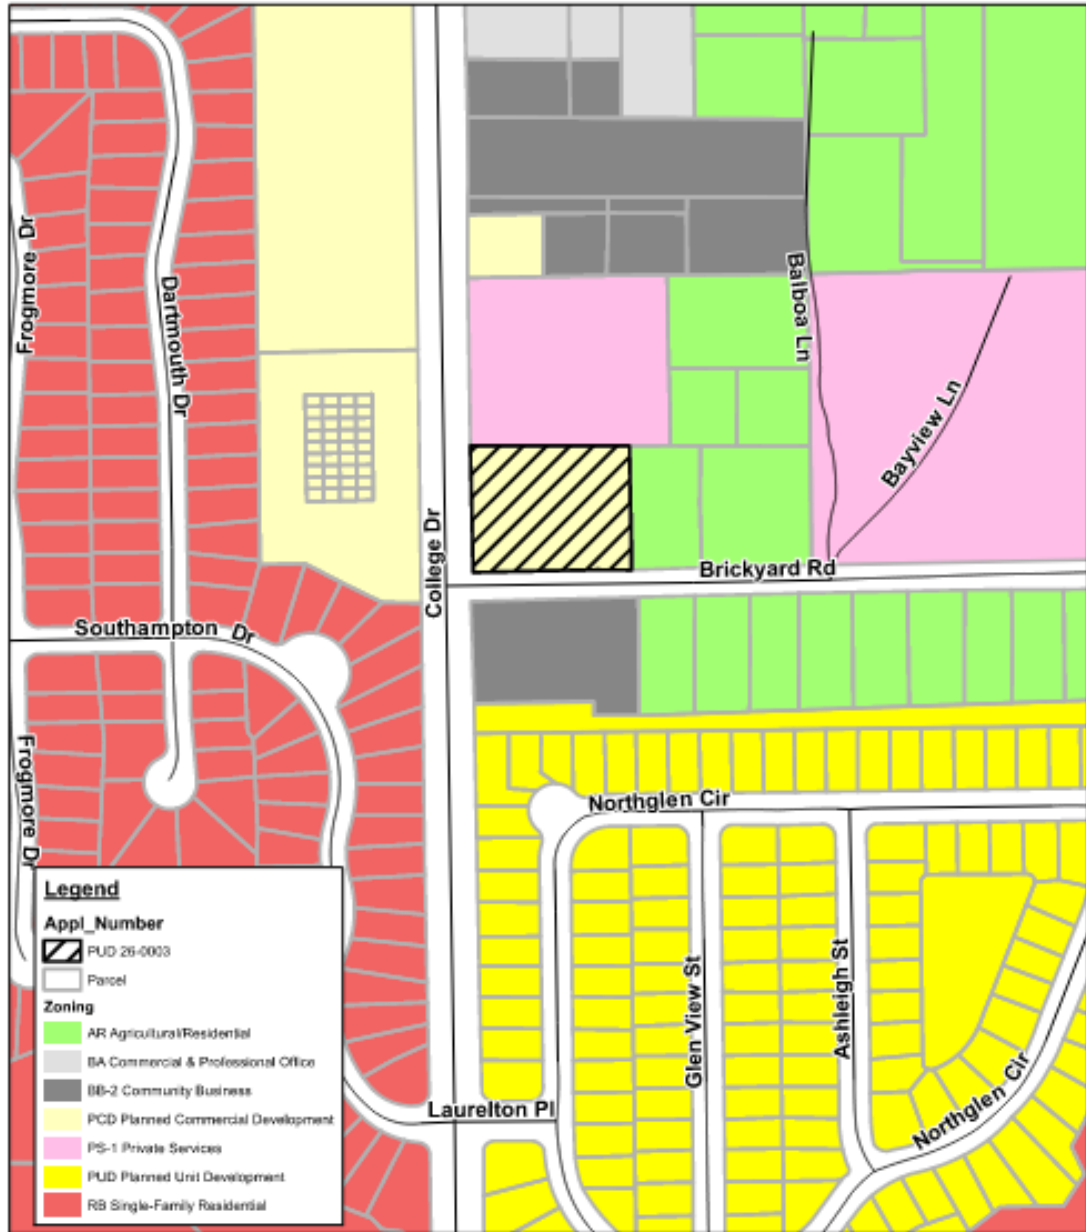 Frogmore Dr
Dartmouth Dr
Balboa Ln
Bayview Ln
College Dr
Brickyard Rd
Southampton Dr
Frogmore Dr
Northglen Cir
Glen View St
Ashleigh St
Laurelton Pl
Northglen Cir
Legend
Appl_Number
PUD 26-0003
Parcel
Zoning
AR Agricultural/Residential
BA Commercial & Professional Office
BB-2 Community Business
PCD Planned Commercial Development
PS-1 Private Services
PUD Planned Unit Development
RB Single-Family Residential